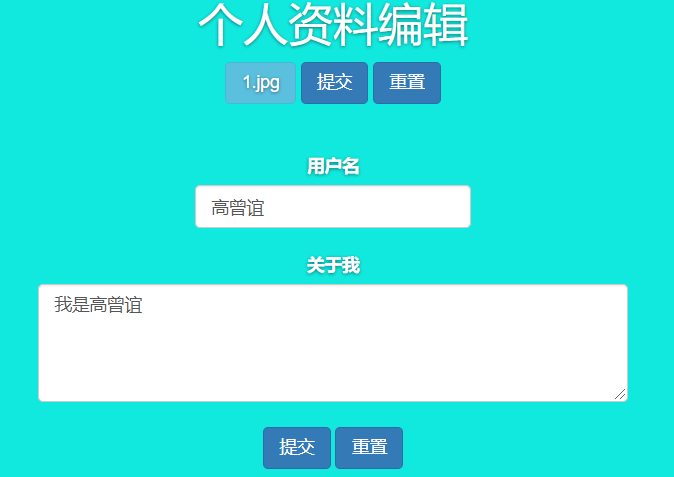 个人资料编辑
1.jpg 提交 重置
用户名
高曾谊
关于我
我是高曾谊
提交 重置